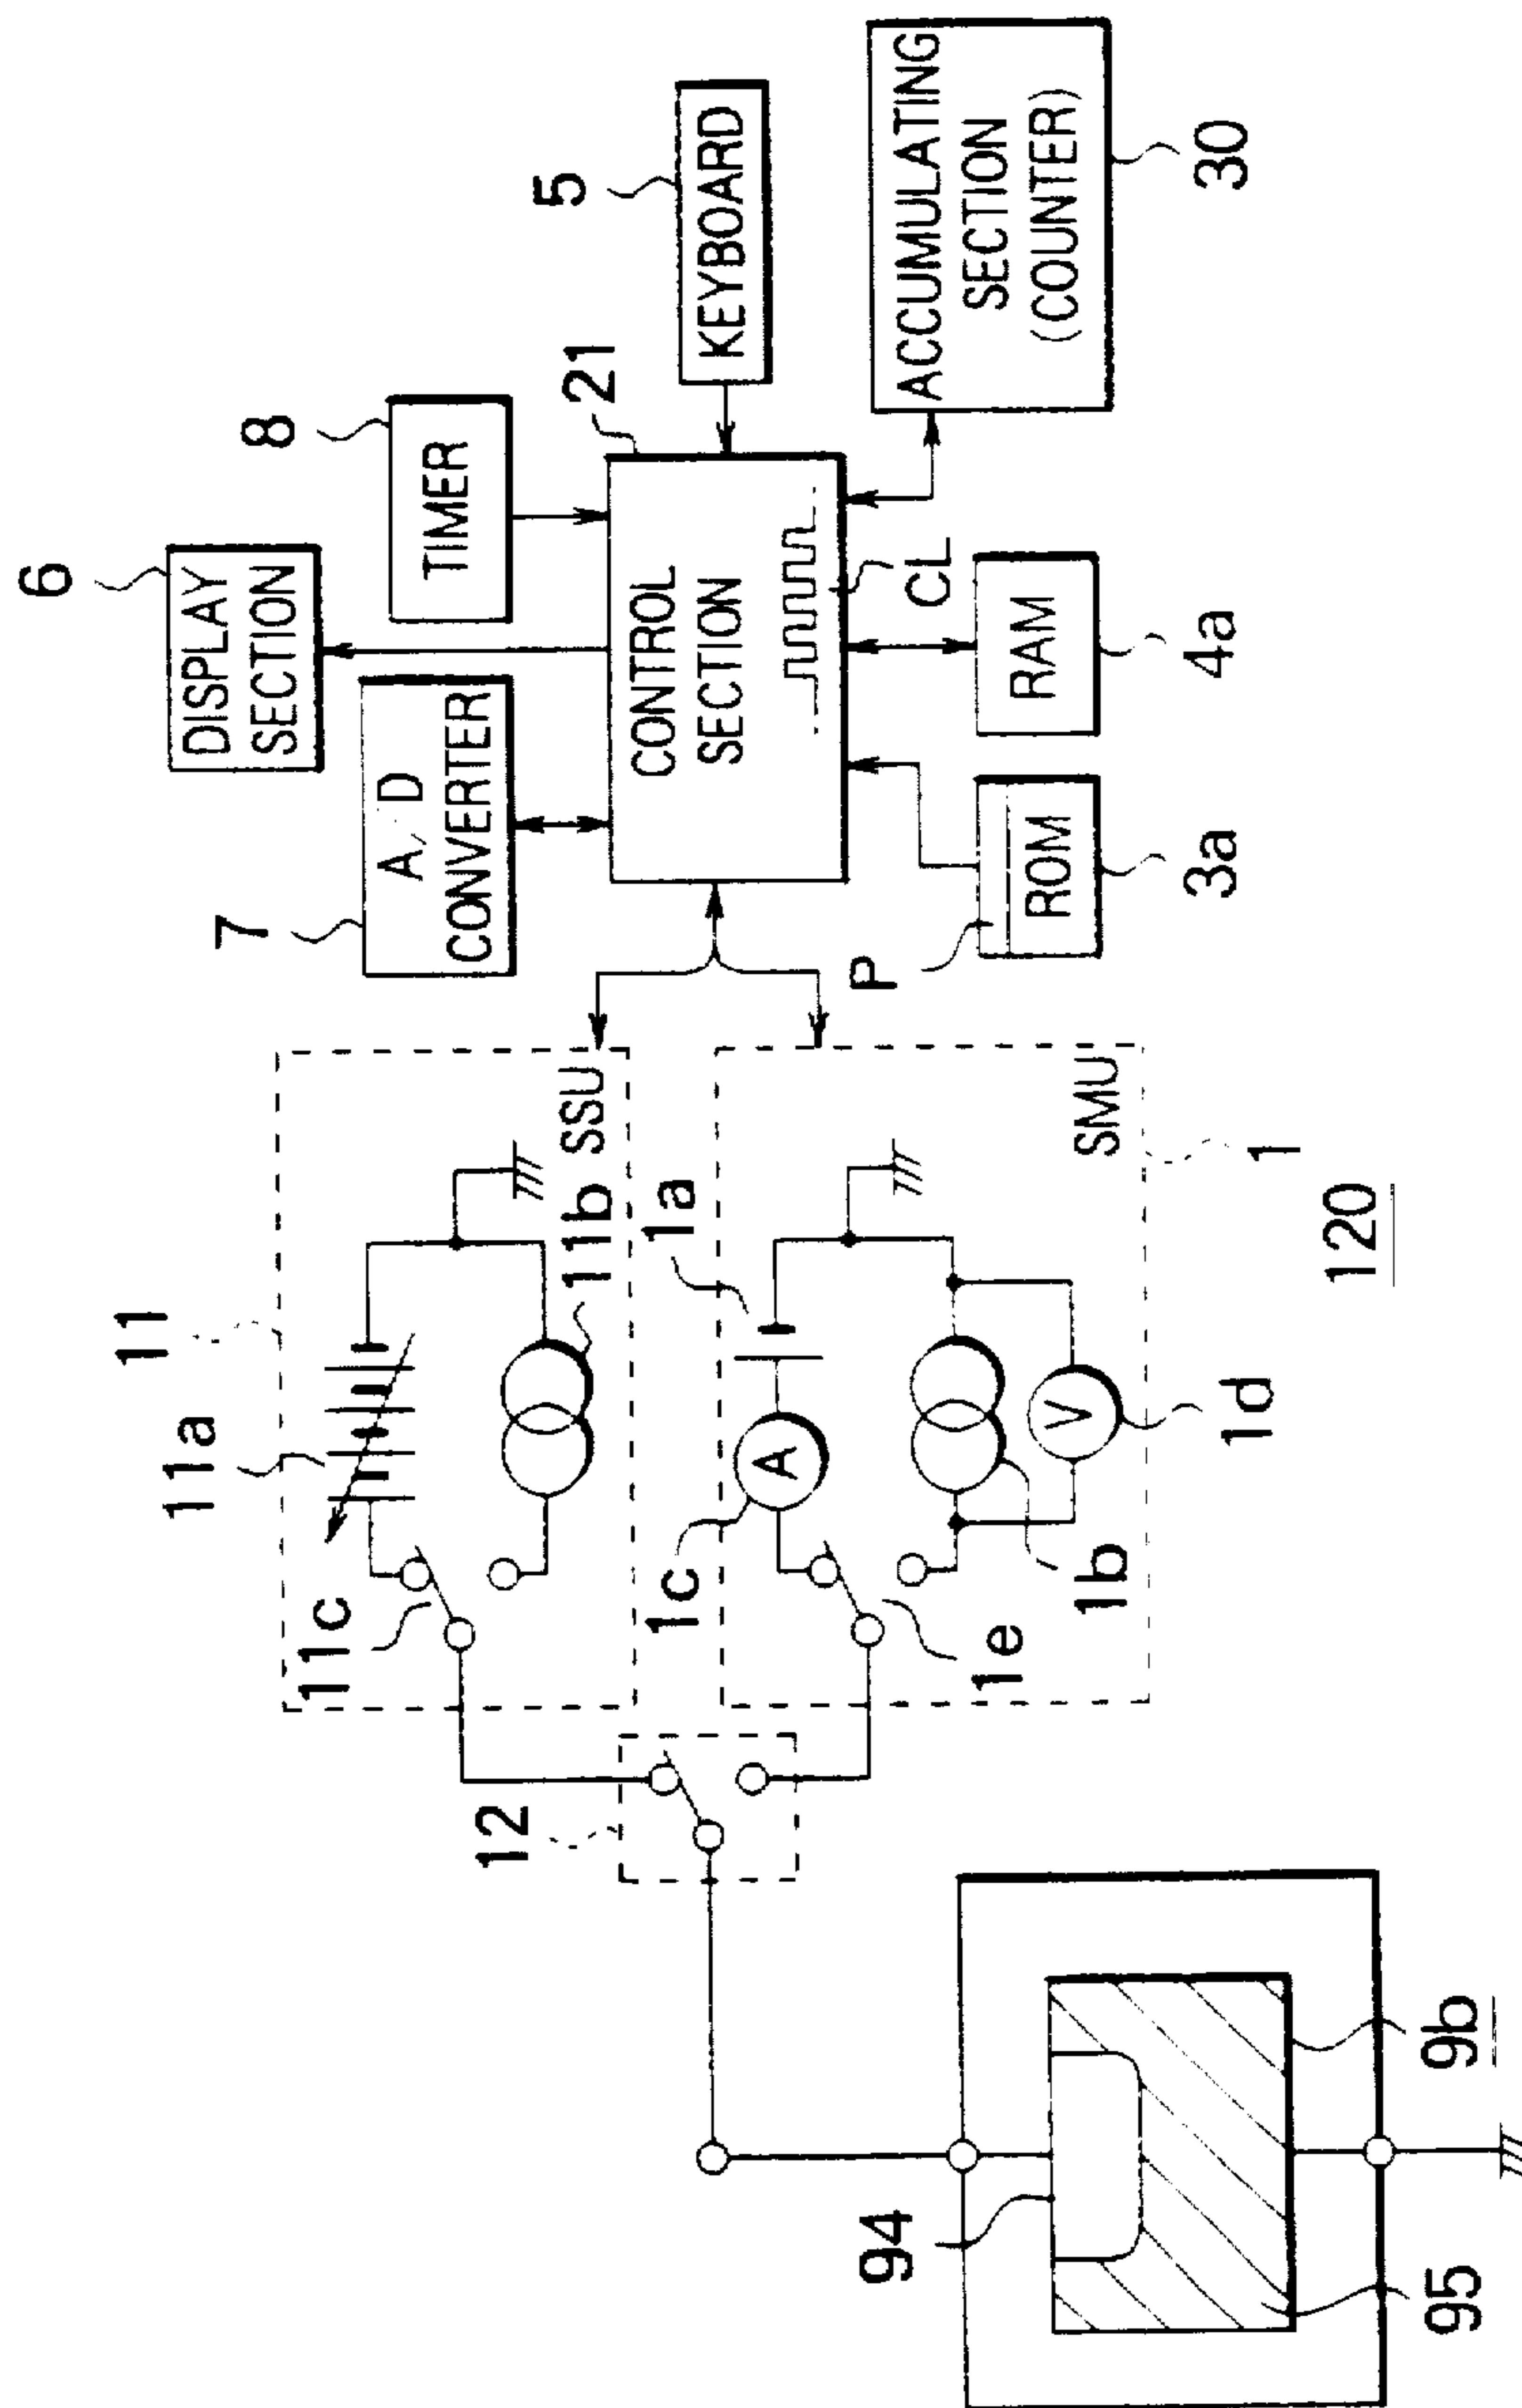 6
DISPLAY
SECTION
8
TIMER
7
A/D
CONVERTER
5
KEYBOARD
21
CONTROL
SECTION
CL
ACCUMULATING
SECTION
(COUNTER)
30
P
ROM
3a
RAM
4a
11
11a
11b
11c
SSU
12
1a
1c
A
1e
1b
V
1d
SMU
1
120
94
95
9b